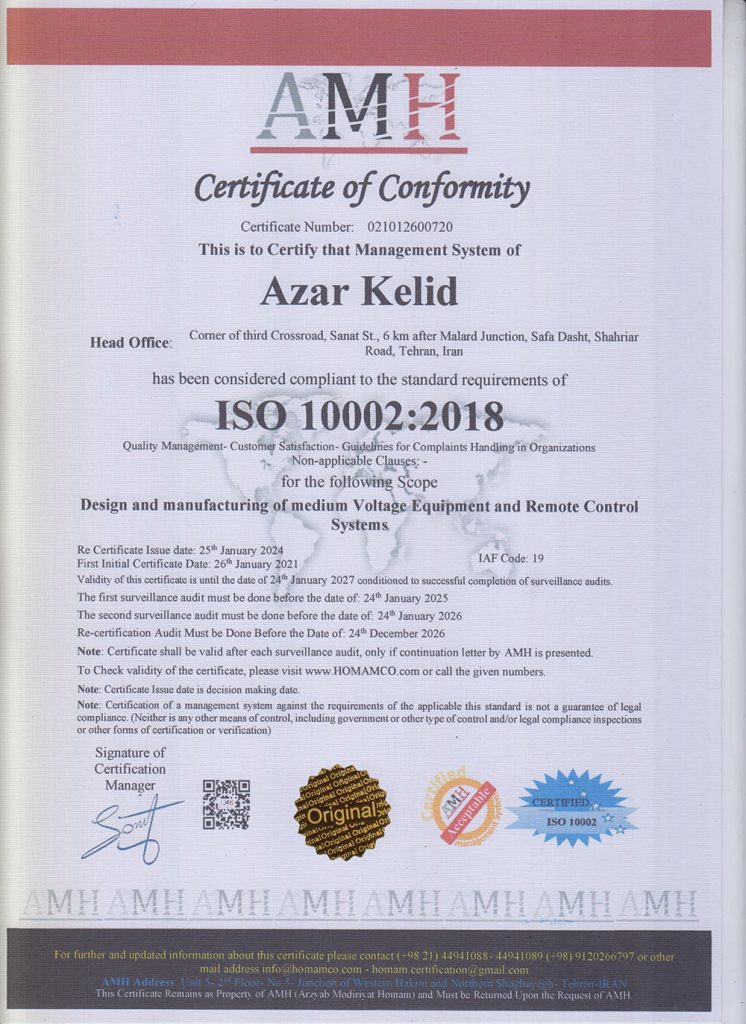 AMH
Certificate of Conformity
Certificate Number: 021012600720
This is to Certify that Management System of
Azar Kelid
Head Office: Corner of third Crossroad, Sanat St., 6 km after Malard Junction, Safa Dasht, Shahriar
Road, Tehran, Iran
has been considered compliant to the standard requirements of
ISO 10002:2018
Quality Management- Customer Satisfaction- Guidelines for Complaints Handling in Organizations
Non-applicable Clauses: -
for the following Scope
Design and manufacturing of medium Voltage Equipment and Remote Control
Systems
Re Certificate Issue date: 25th January 2024
First Initial Certificate Date: 26th January 2021
IAF Code: 19
Validity of this certificate is until the date of 24th January 2027 conditioned to successful completion of surveillance audits.
The first surveillance audit must be done before the date of: 24th January 2025
The second surveillance audit must be done before the date of: 24th January 2026
Re-certification Audit Must be Done Before the Date of: 24th December 2026
Note: Certificate shall be valid after each surveillance audit, only if continuation letter by AMH is presented.
To Check validity of the certificate, please visit www.HOMAMCO.com or call the given numbers.
Note: Certificate Issue date is decision making date.
Note: Certification of a management system against the requirements of the applicable this standard is not a guarantee of legal
compliance. (Neither is any other means of control, including government or other type of control and/or legal compliance inspections
or other forms of certification or verification)
Signature of
Certification
Manager
Original
Certified
AMH
Acceptable
management System
CERTIFIED
ISO 10002
AMH AMH AMH AMH AMH AMH AMH AMH
For further and updated information about this certificate please contact (+98 21) 44941088- 44941089 (+98) 9120266797 or other
mail address info@homamco.com - homam.certification@gmail.com
AMH Address: Unit 5- 2nd Floor- No 5- Junction of Western Hakim and Northern Shaghayegh- Tehran-IRAN
This Certificate Remains as Property of AMH (Arzyab Modiriyat Homam) and Must be Returned Upon the Request of AMH